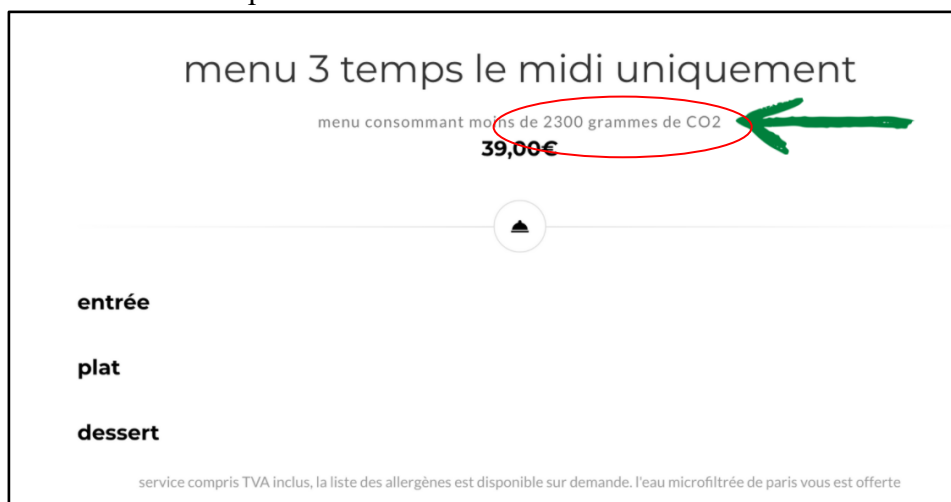 menu 3 temps le midi uniquement
menu consommant moins de 2300 grammes de CO2
39,00€
entrée
plat
dessert
service compris TVA inclus, la liste des allergènes est disponible sur demande. l'eau microfiltrée de paris vous est offerte